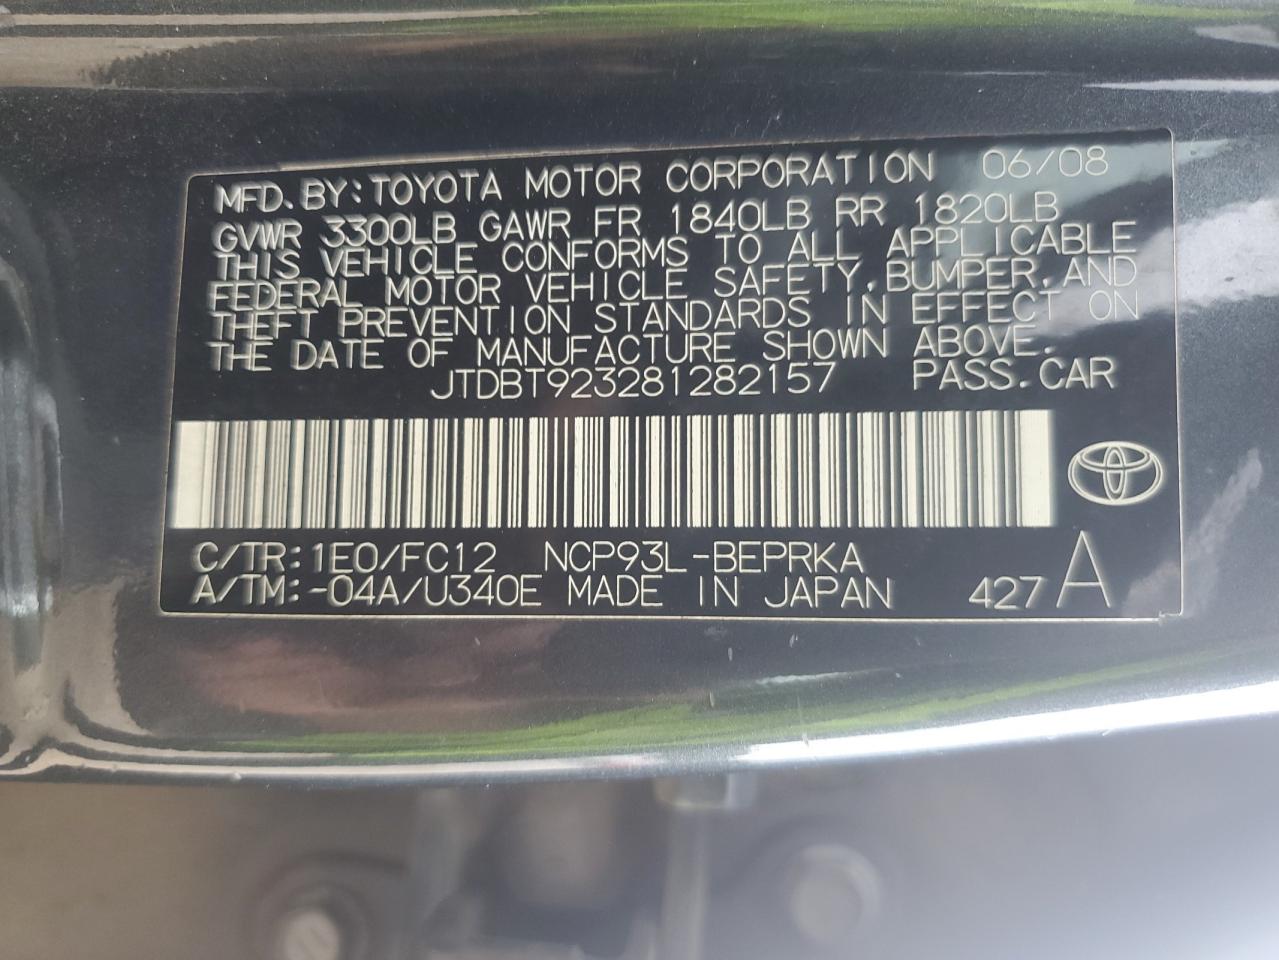 MFD. BY: TOYOTA MOTOR CORPORATION 06/08
GVWR 3300LB GAWR FR 1840LB RR 1820LB
THIS VEHICLE CONFORMS TO ALL APPLICABLE
FEDERAL MOTOR VEHICLE SAFETY, BUMPER, AND
THEFT PREVENTION STANDARDS IN EFFECT ON
THE DATE OF MANUFACTURE SHOWN ABOVE.
JTDBT923281282157 PASS. CAR
C/TR: 1E0/FC12 NCP93L-BEPRKA
A/TM: -04A/U340E MADE IN JAPAN 427 A